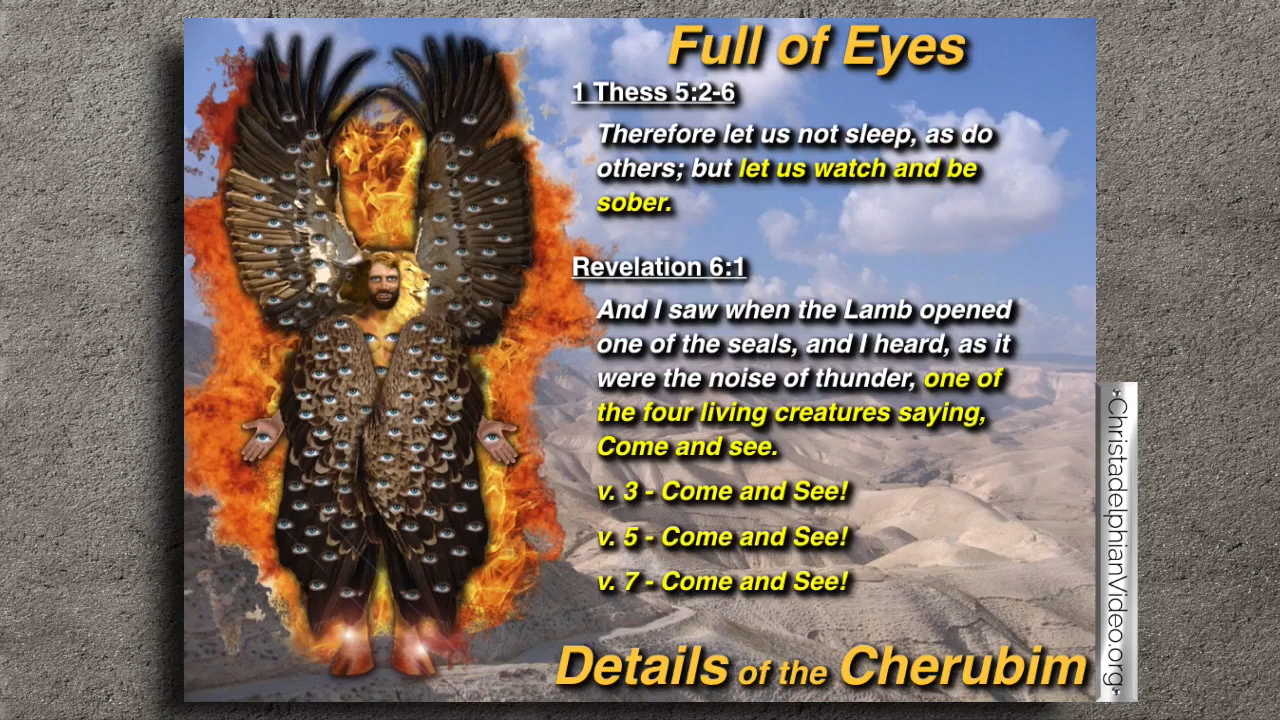 Full of Eyes
1 Thess 5:2-6
Therefore let us not sleep, as do
others; but let us watch and be
sober.
Revelation 6:1
And I saw when the Lamb opened
one of the seals, and I heard, as it
were the noise of thunder, one of
the four living creatures saying,
Come and see.
v. 3 - Come and See!
v. 5 - Come and See!
v. 7 - Come and See!
Details of the Cherubim
ChristadelphianVideo.org